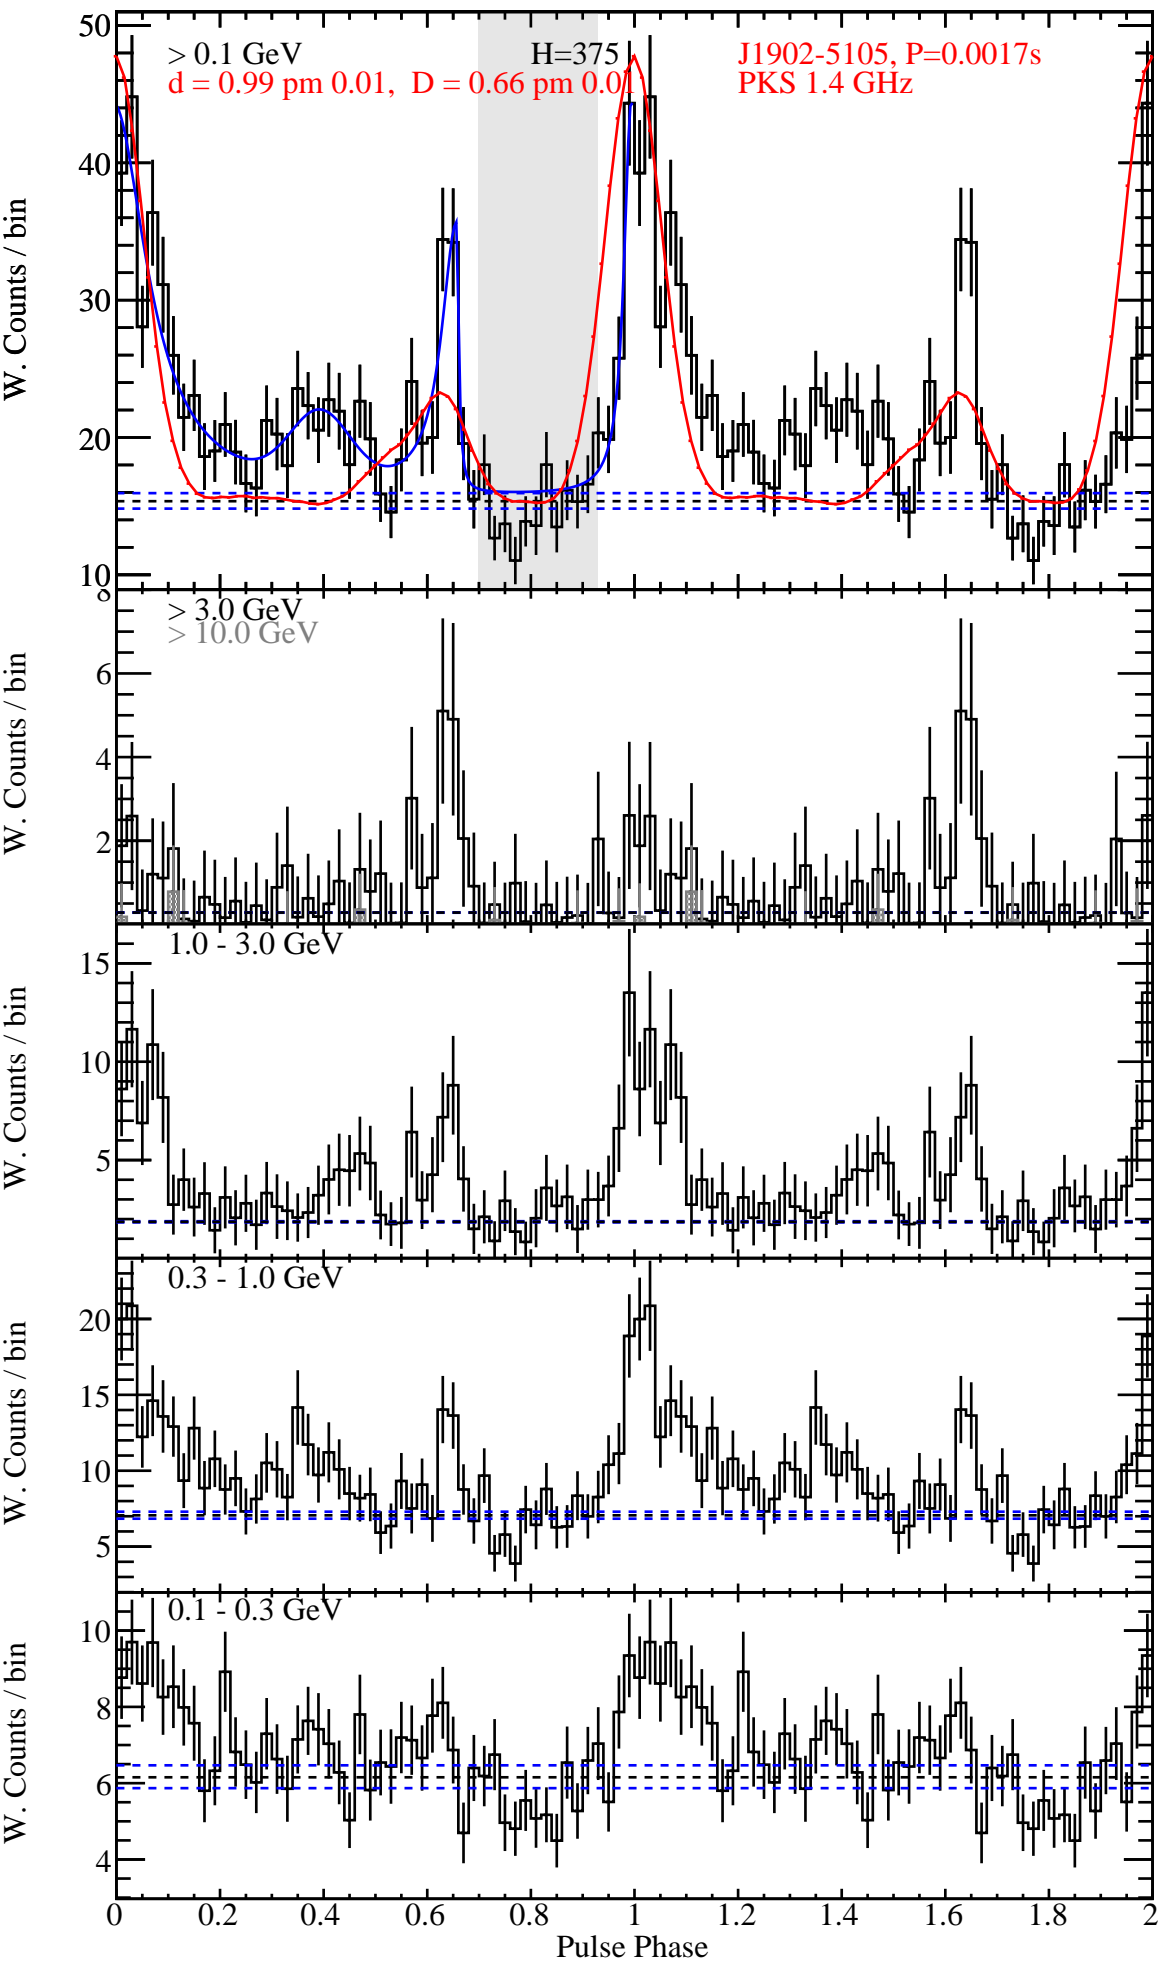 50
> 0.1 GeV H=375 J1902-5105, P=0.0017s
d = 0.99 pm 0.01, D = 0.66 pm 0.0 PKS 1.4 GHz
40
30
20
10
W. Counts / bin
8
> 3.0 GeV
> 10.0 GeV
6
4
2
W. Counts / bin
1.0 - 3.0 GeV
15
10
5
W. Counts / bin
0.3 - 1.0 GeV
20
15
10
5
W. Counts / bin
0.1 - 0.3 GeV
10
8
6
4
W. Counts / bin
0 0.2 0.4 0.6 0.8 1 1.2 1.4 1.6 1.8 2
Pulse Phase